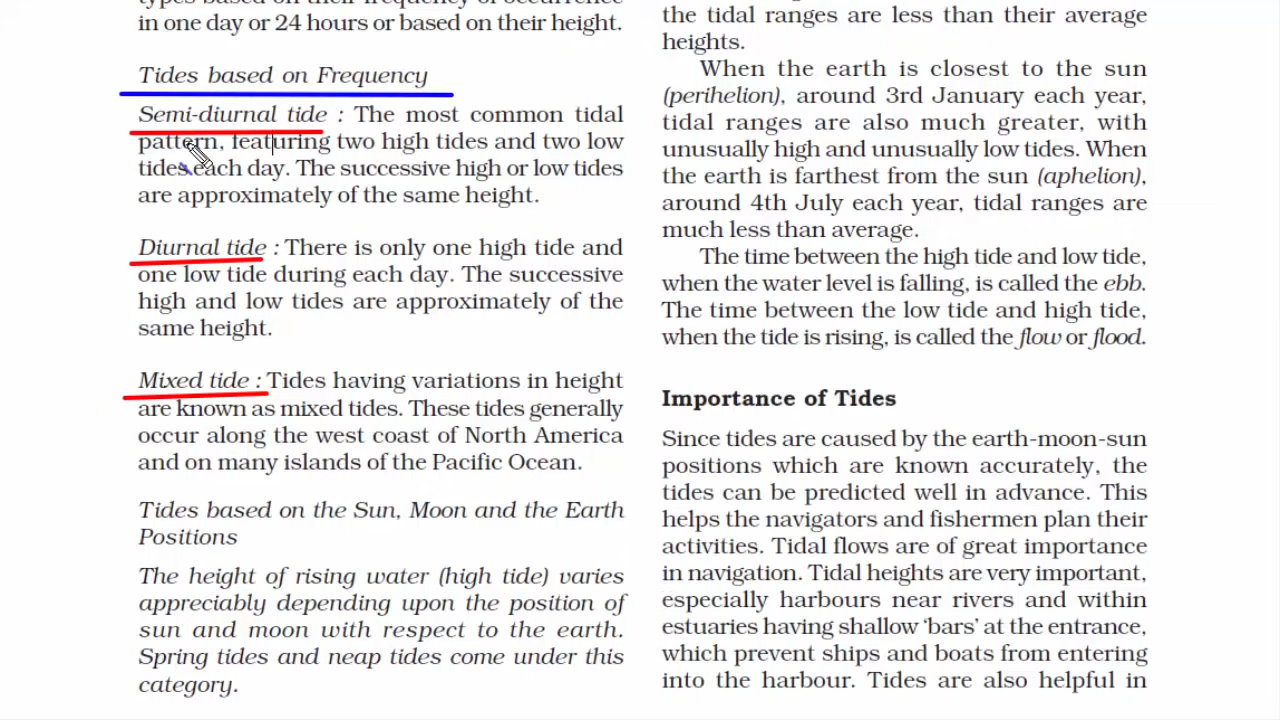 in one day or 24 hours or based on their height.
Tides based on Frequency
Semi-diurnal tide : The most common tidal
pattern, featuring two high tides and two low
tides each day. The successive high or low tides
are approximately of the same height.
Diurnal tide : There is only one high tide and
one low tide during each day. The successive
high and low tides are approximately of the
same height.
Mixed tide : Tides having variations in height
are known as mixed tides. These tides generally
occur along the west coast of North America
and on many islands of the Pacific Ocean.
Tides based on the Sun, Moon and the Earth
Positions
The height of rising water (high tide) varies
appreciably depending upon the position of
sun and moon with respect to the earth.
Spring tides and neap tides come under this
category.
the tidal ranges are less than their average
heights.
When the earth is closest to the sun
(perihelion), around 3rd January each year,
tidal ranges are also much greater, with
unusually high and unusually low tides. When
the earth is farthest from the sun (aphelion),
around 4th July each year, tidal ranges are
much less than average.
The time between the high tide and low tide,
when the water level is falling, is called the ebb.
The time between the low tide and high tide,
when the tide is rising, is called the flow or flood.
Importance of Tides
Since tides are caused by the earth-moon-sun
positions which are known accurately, the
tides can be predicted well in advance. This
helps the navigators and fishermen plan their
activities. Tidal flows are of great importance
in navigation. Tidal heights are very important,
especially harbours near rivers and within
estuaries having shallow ‘bars’ at the entrance,
which prevent ships and boats from entering
into the harbour. Tides are also helpful in